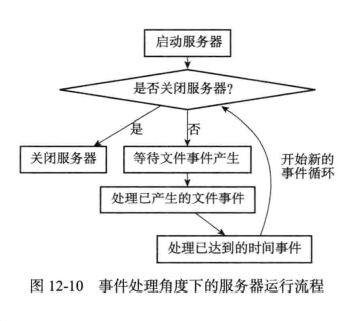 启动服务器
是否关闭服务器?
是
否
关闭服务器
等待文件事件产生
开始新的
事件循环
处理已产生的文件事件
处理已达到的时间事件
图 12-10 事件处理角度下的服务器运行流程